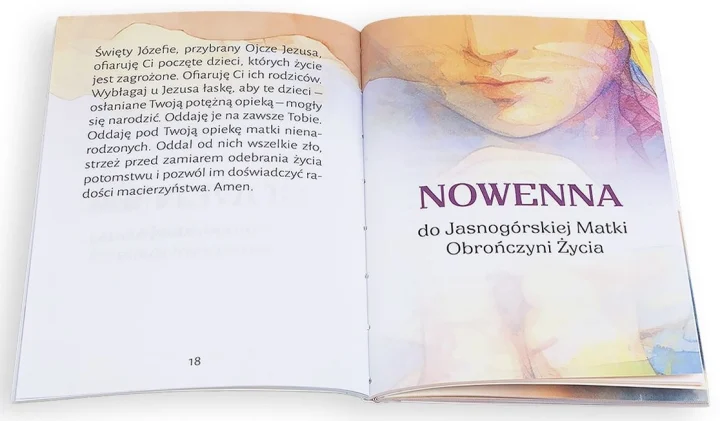 Święty Józefie, przybrany Ojcze Jezusa,
ofiaruję Ci poczęte dzieci, których życie
jest zagrożone. Ofiaruję Ci ich rodziców.
Wybłagaj u Jezusa łaskę, aby te dzieci –
osłaniane Twoją potężną opieką – mogły
się narodzić. Oddaję je na zawsze Tobie.
Oddaję pod Twoją opiekę matki niena-
rodzonych. Oddal od nich wszelkie zło,
strzeż przed zamiarem odebrania życia
potomstwu i pozwól im doświadczyć ra-
dości macierzyństwa. Amen.
18
NOWENNA
do Jasnogórskiej Matki
Obrończyni Życia